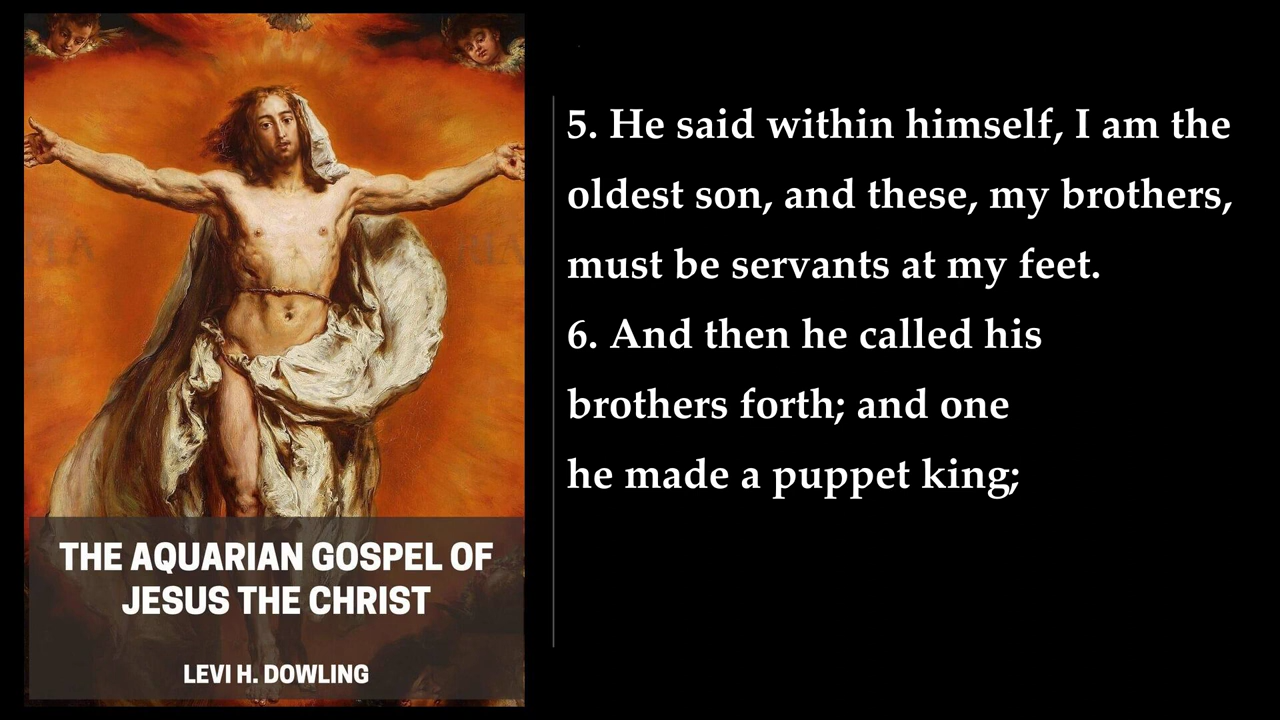 THE AQUARIAN GOSPEL OF
JESUS THE CHRIST
LEVI H. DOWLING
5. He said within himself, I am the
oldest son, and these, my brothers,
must be servants at my feet.
6. And then he called his
brothers forth; and one
he made a puppet king;